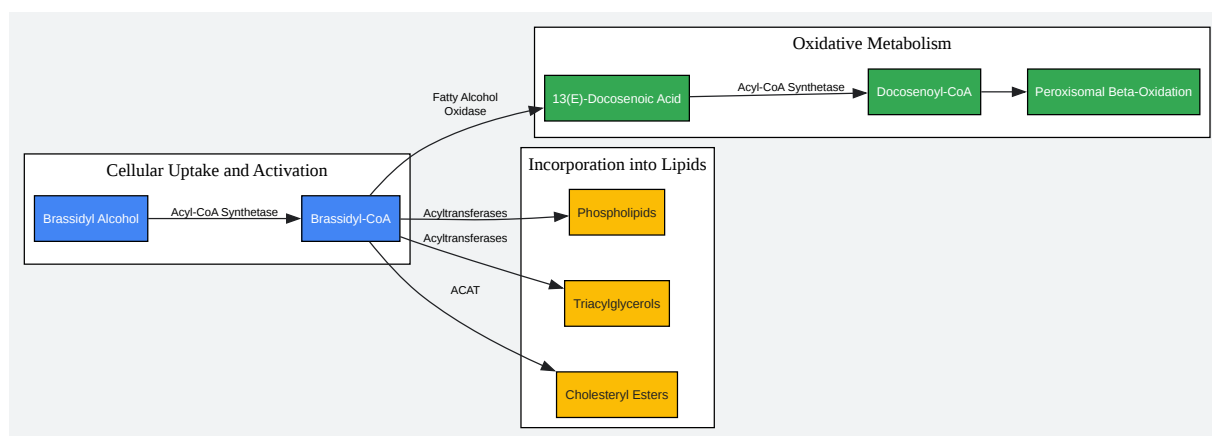 Oxidative Metabolism
Fatty Alcohol
Oxidase
13(E)-Docosenoic Acid
Acyl-CoA Synthetase
Docosenoyl-CoA
Peroxisomal Beta-Oxidation
Cellular Uptake and Activation
Brassidyl Alcohol
Acyl-CoA Synthetase
Brassidyl-CoA
Incorporation into Lipids
Acyltransferases
Phospholipids
Acyltransferases
Triacylglycerols
ACAT
Cholesteryl Esters